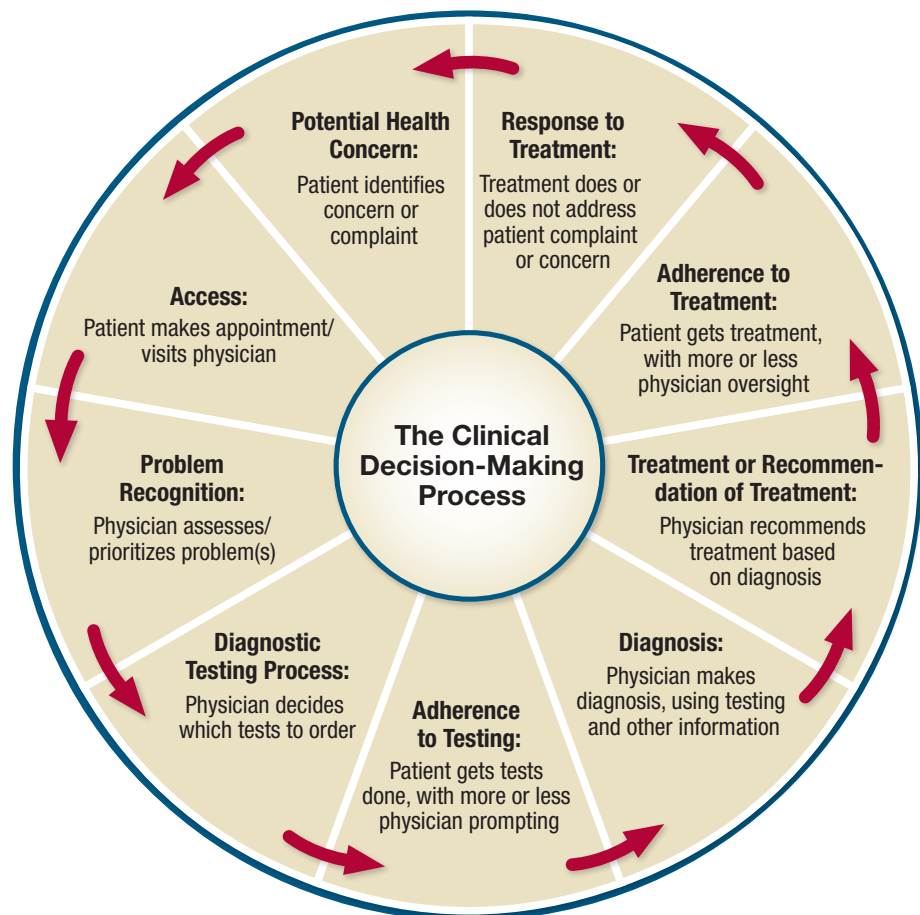 The Clinical
Decision-Making
Process
Potential Health
Concern:
Patient identifies
concern or
complaint
Access:
Patient makes appointment/
visits physician
Problem
Recognition:
Physician assesses/
prioritizes problem(s)
Diagnostic
Testing Process:
Physician decides
which tests to order
Adherence
to Testing:
Patient gets tests
done, with more or less
physician prompting
Diagnosis:
Physician makes
diagnosis, using testing
and other information
Treatment or Recommen-
dation of Treatment:
Physician recommends
treatment based
on diagnosis
Adherence to
Treatment:
Patient gets treatment,
with more or less
physician oversight
Response to
Treatment:
Treatment does or
does not address
patient complaint
or concern